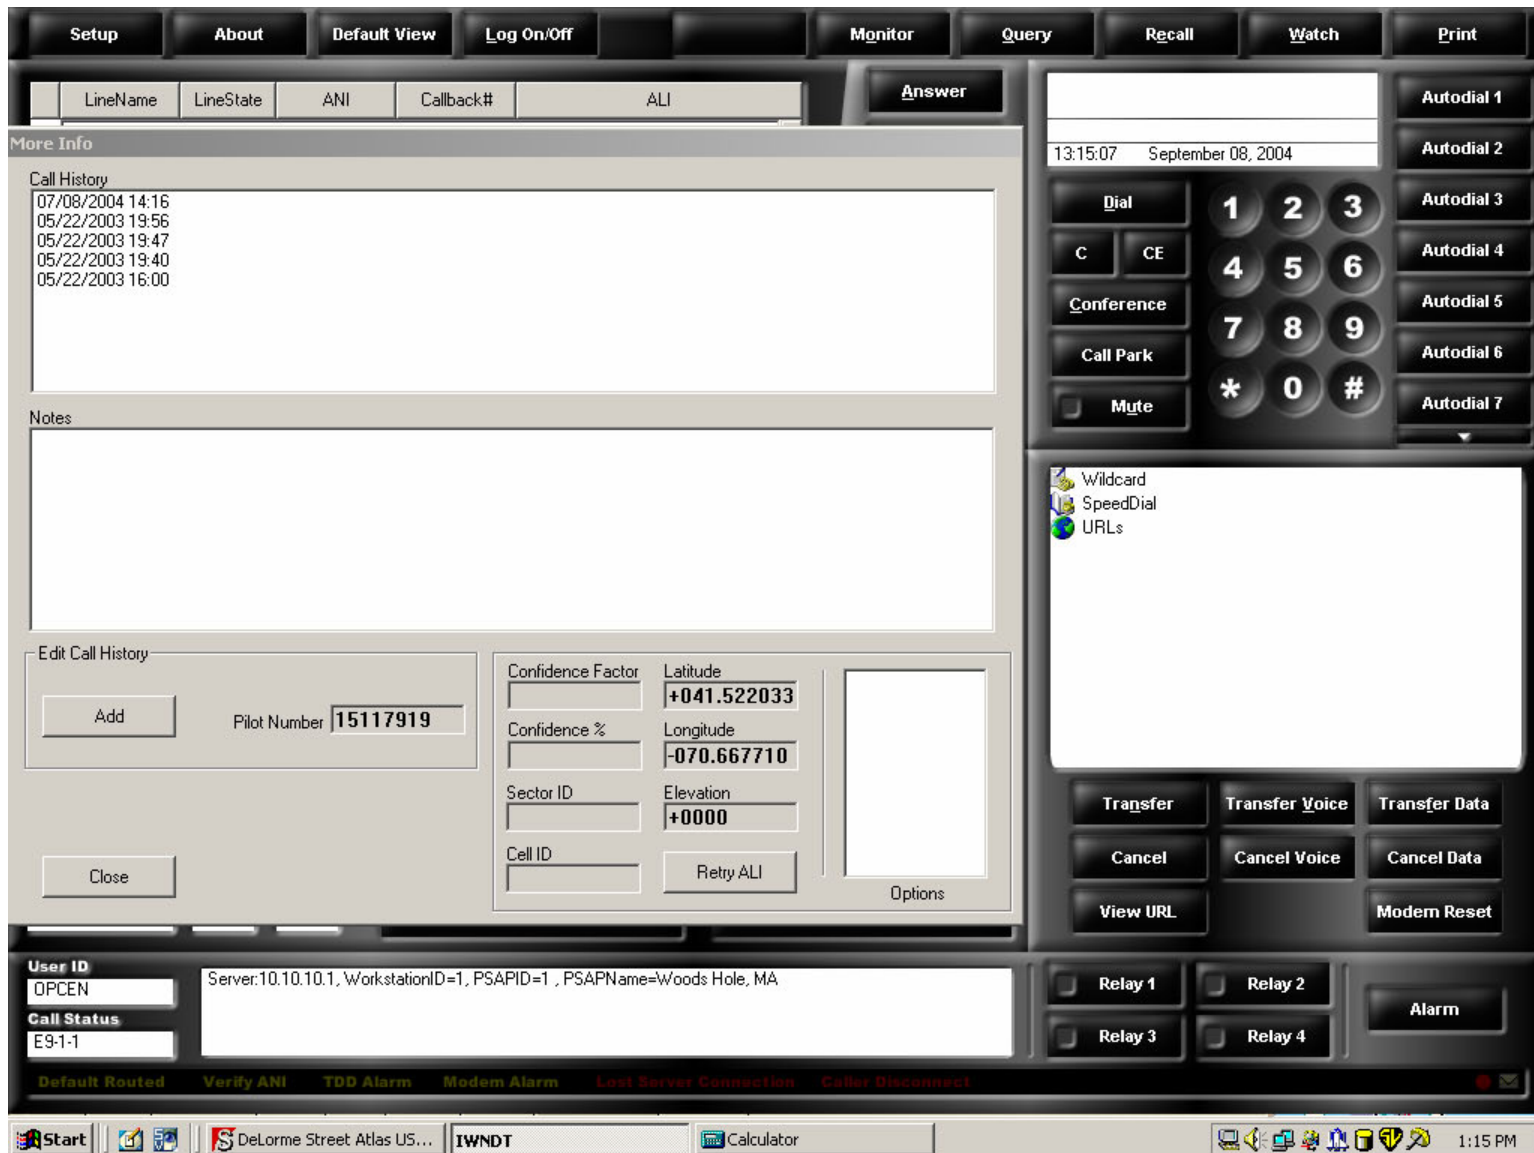 Setup About Default View Log On/Off Monitor Query Recall Watch Print
LineName LineState ANI Callback# ALI
Answer
More Info
Call History
07/08/2004 14:16
05/22/2003 19:56
05/22/2003 19:47
05/22/2003 19:40
05/22/2003 16:00
Notes
Edit Call History
Add
Pilot Number 15117919
Close
Confidence Factor
Confidence %
Sector ID
Cell ID
Latitude
+041.522033
Longitude
-070.667710
Elevation
+0000
Retry ALI
Options
13:15:07 September 08, 2004
Dial
C CE
Conference
Call Park
Mute
1 2 3
4 5 6
7 8 9
* 0 #
Autodial 1
Autodial 2
Autodial 3
Autodial 4
Autodial 5
Autodial 6
Autodial 7
Wildcard
SpeedDial
URLs
Transfer Transfer Voice Transfer Data
Cancel Cancel Voice Cancel Data
View URL Modem Reset
User ID
OPCEN
Call Status
E9-1-1
Server:10.10.10.1, WorkstationID=1, PSAPID=1 , PSAPName=Woods Hole, MA
Relay 1 Relay 2
Relay 3 Relay 4
Alarm
Default Routed Verify ANI TDD Alarm Modem Alarm Lost Server Connection Caller Disconnect
Start DeLorme Street Atlas US... IWNDT Calculator 1:15 PM